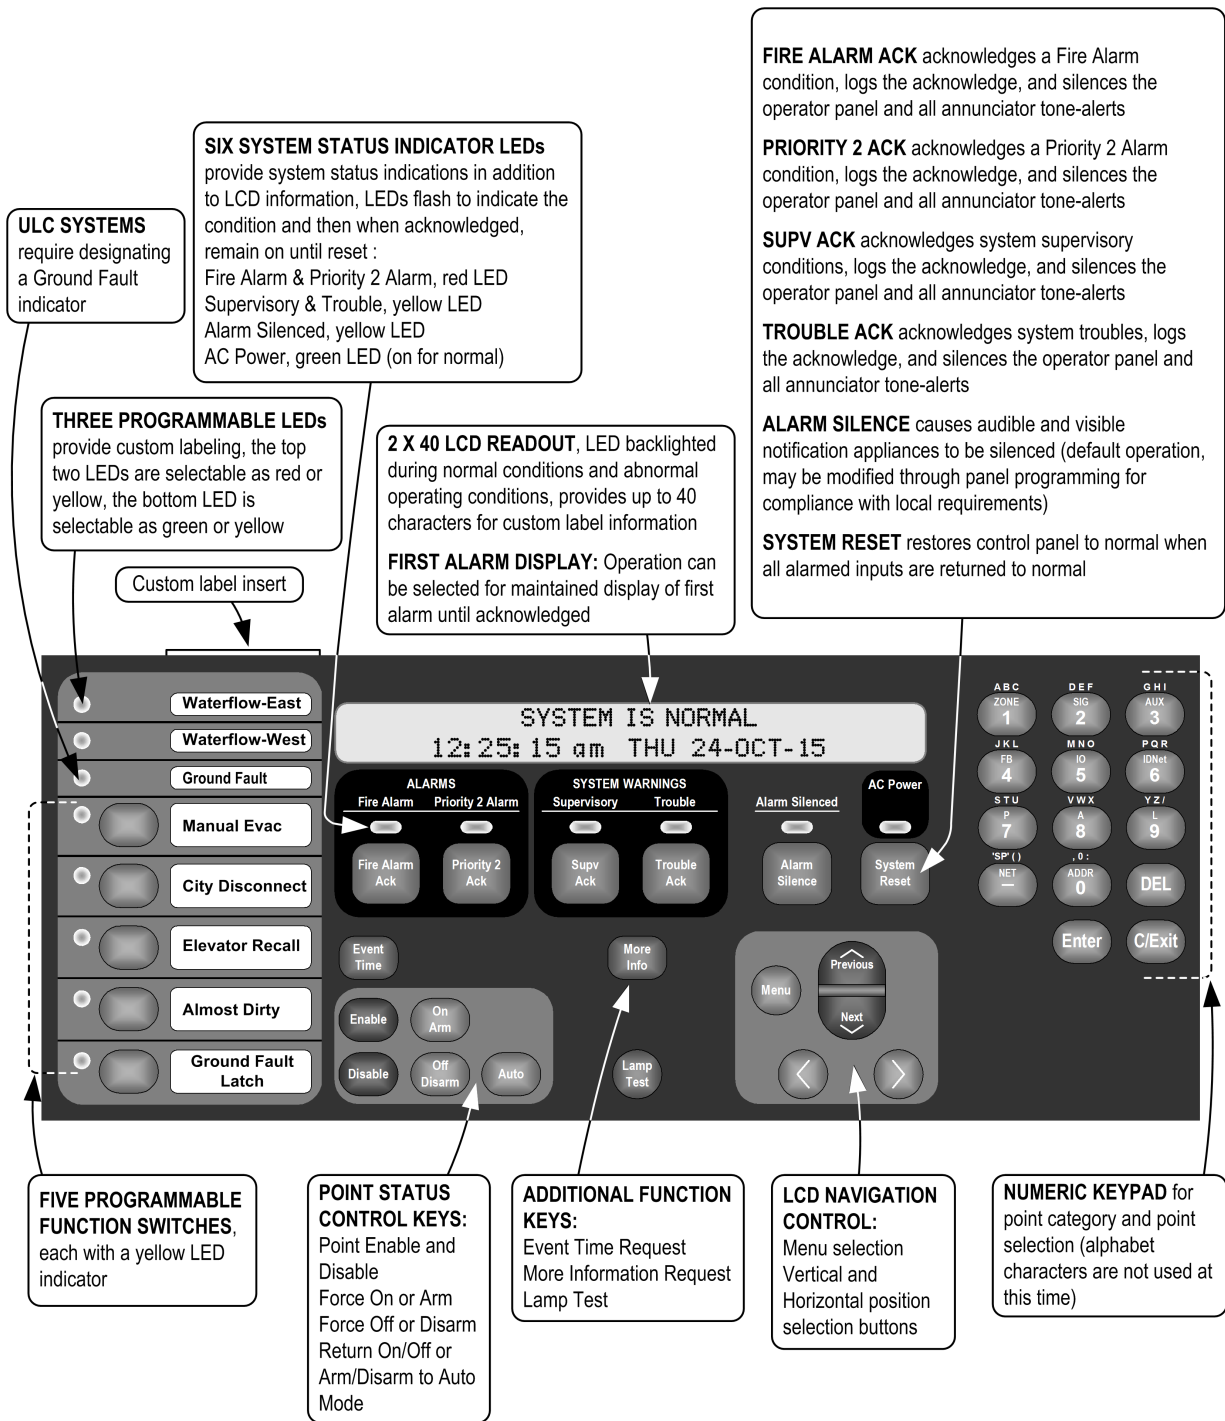 FIRE ALARM ACK acknowledges a Fire Alarm
condition, logs the acknowledge, and silences the
operator panel and all annunciator tone-alerts
PRIORITY 2 ACK acknowledges a Priority 2 Alarm
condition, logs the acknowledge, and silences the
operator panel and all annunciator tone-alerts
SUPV ACK acknowledges system supervisory
conditions, logs the acknowledge, and silences the
operator panel and all annunciator tone-alerts
TROUBLE ACK acknowledges system troubles, logs
the acknowledge, and silences the operator panel and
all annunciator tone-alerts
ALARM SILENCE causes audible and visible
notification appliances to be silenced (default operation,
may be modified through panel programming for
compliance with local requirements)
SYSTEM RESET restores control panel to normal when
all alarmed inputs are returned to normal
SIX SYSTEM STATUS INDICATOR LEDs
provide system status indications in addition
to LCD information, LEDs flash to indicate the
condition and then when acknowledged,
remain on until reset :
Fire Alarm & Priority 2 Alarm, red LED
Supervisory & Trouble, yellow LED
Alarm Silenced, yellow LED
AC Power, green LED (on for normal)
ULC SYSTEMS
require designating
a Ground Fault
indicator
THREE PROGRAMMABLE LEDs
provide custom labeling, the top
two LEDs are selectable as red or
yellow, the bottom LED is
selectable as green or yellow
2 X 40 LCD READOUT, LED backlighted
during normal conditions and abnormal
operating conditions, provides up to 40
characters for custom label information
FIRST ALARM DISPLAY: Operation can
be selected for maintained display of first
alarm until acknowledged
Custom label insert
Waterflow-East
Waterflow-West
Ground Fault
Manual Evac
City Disconnect
Elevator Recall
Almost Dirty
Ground Fault
Latch
SYSTEM IS NORMAL
12:25:15 am THU 24-OCT-15
ALARMS
Fire Alarm Priority 2 Alarm
Fire Alarm
Ack
Priority 2
Ack
SYSTEM WARNINGS
Supervisory Trouble
Supv
Ack
Trouble
Ack
Alarm Silenced
Alarm
Silence
AC Power
System
Reset
Event
Time
More
Info
Enable
On
Arm
Disable
Off
Disarm
Auto
Lamp
Test
Menu
Previous
Next
ABC
ZONE
1
DEF
SIG
2
GHI
AUX
3
JKL
FB
4
MNO
IO
5
PQR
IDNet
6
STU
P
7
VWX
A
8
YZ/
L
9
'SP' ( )
NET
–
, 0 :
ADDR
0
DEL
Enter
C/Exit
FIVE PROGRAMMABLE
FUNCTION SWITCHES,
each with a yellow LED
indicator
POINT STATUS
CONTROL KEYS:
Point Enable and
Disable
Force On or Arm
Force Off or Disarm
Return On/Off or
Arm/Disarm to Auto
Mode
ADDITIONAL FUNCTION
KEYS:
Event Time Request
More Information Request
Lamp Test
LCD NAVIGATION
CONTROL:
Menu selection
Vertical and
Horizontal position
selection buttons
NUMERIC KEYPAD for
point category and point
selection (alphabet
characters are not used at
this time)